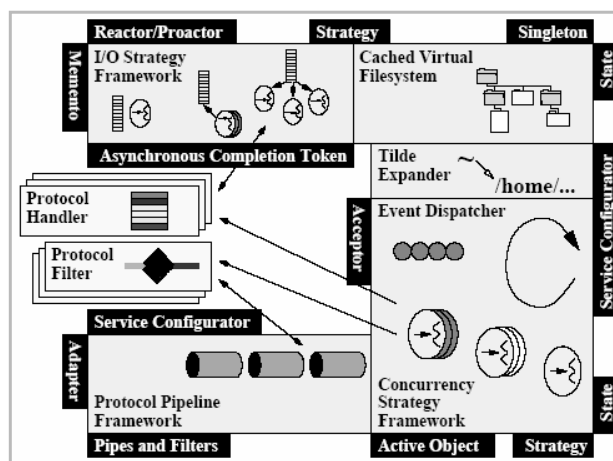 Reactor/Proactor
Strategy
Singleton
Memento
I/O Strategy
Framework
Cached Virtual
Filesystem
State
Asynchronous Completion Token
Tilde
Expander
~
/home/...
Service Configurator
Protocol
Handler
Acceptor
Event Dispatcher
Protocol
Filter
Service Configurator
Adapter
Protocol Pipeline
Framework
Concurrency
Strategy
Framework
State
Pipes and Filters
Active Object
Strategy